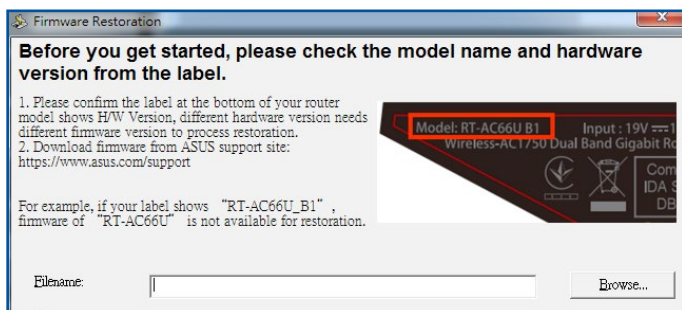 Firmware Restoration
Before you get started, please check the model name and hardware
version from the label.
1. Please confirm the label at the bottom of your router
model shows H/W Version, different hardware version needs
different firmware version to process restoration.
2. Download firmware from ASUS support site:
https://www.asus.com/support
For example, if your label shows “RT-AC66U_B1”,
firmware of “RT-AC66U” is not available for restoration.
Model: RT-AC66U B1 Input : 19V
Wireless-AC1750 Dual Band Gigabit
Com
IDA
DB
Filename:
Browse...